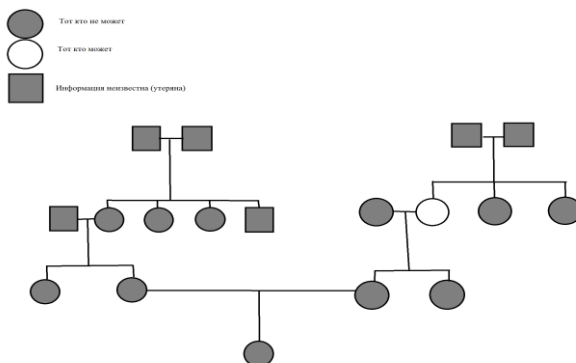 Тот кто не может
Тот кто может
Информация неизвестна (утеряна)